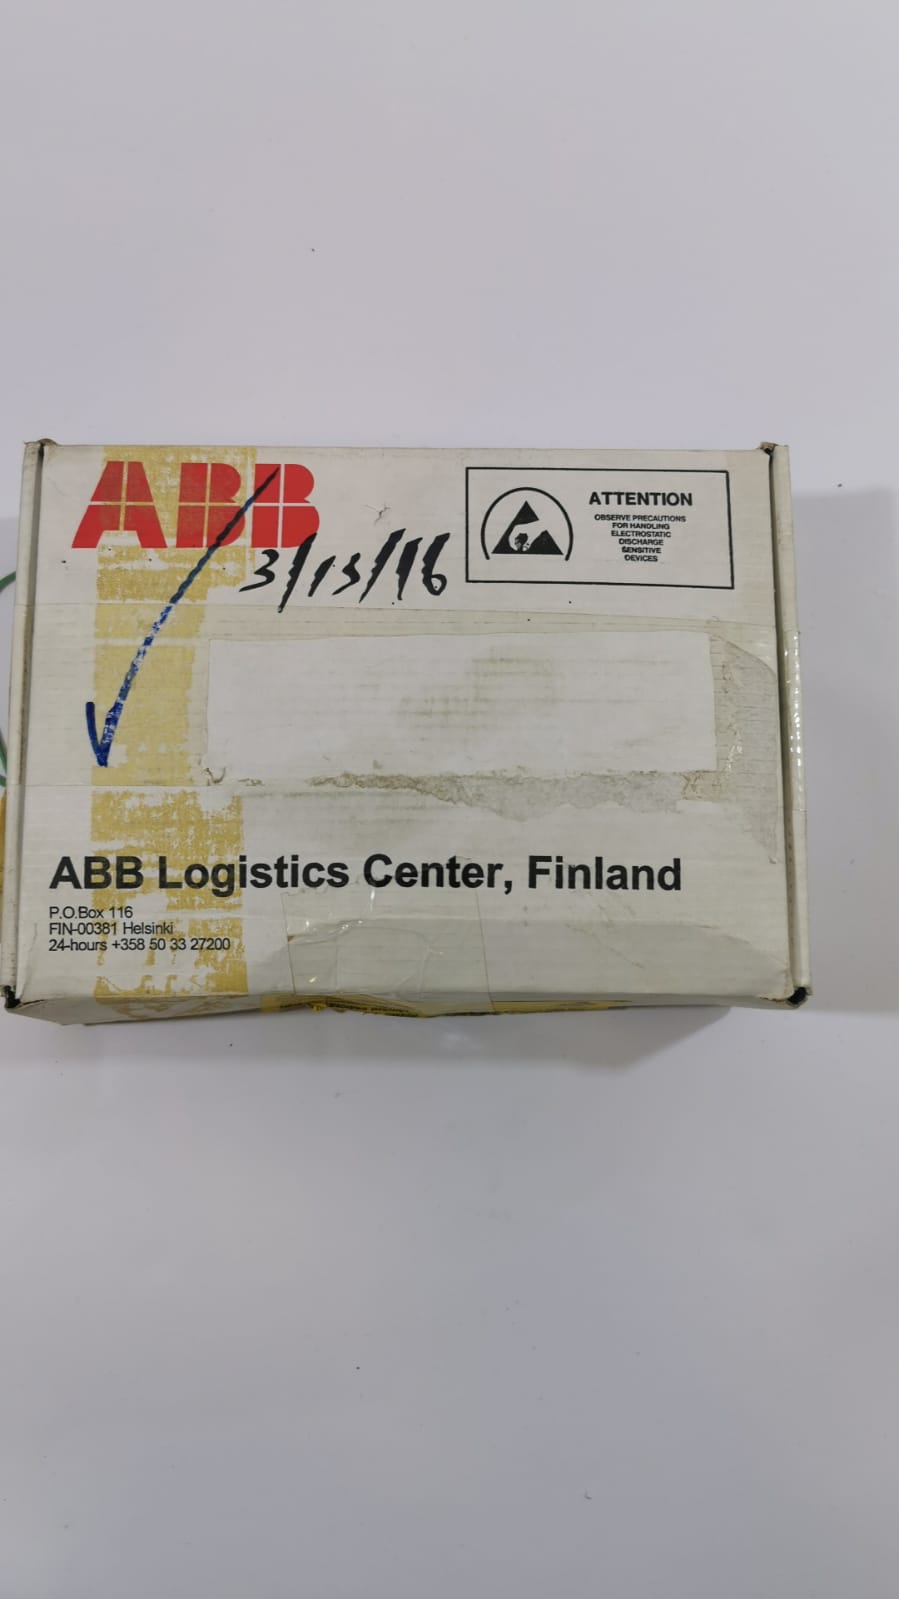 ABB
3/13/16
ATTENTION
OBSERVE PRECAUTIONS
FOR HANDLING
ELECTROSTATIC
DISCHARGE
SENSITIVE
DEVICES
ABB Logistics Center, Finland
P.O.Box 116
FIN-00381 Helsinki
24-hours +358 50 33 27200